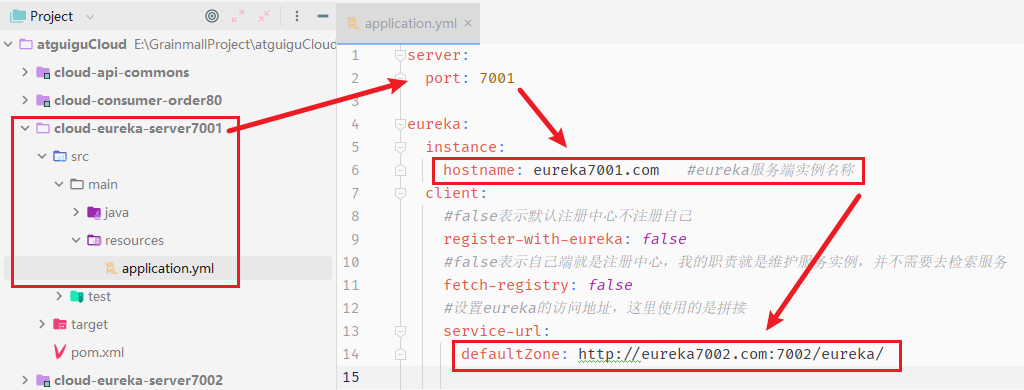 Project
atguiguCloud E:\GrainmallProject\atguiguCloud
cloud-api-commons
cloud-consumer-order80
cloud-eureka-server7001
src
main
java
resources
application.yml
test
target
pom.xml
cloud-eureka-server7002
application.yml
1 server:
2 port: 7001
3
4 eureka:
5 instance:
6 hostname: eureka7001.com #eureka服务端实例名称
7 client:
8 #false表示默认注册中心不注册自己
9 register-with-eureka: false
10 #false表示自己端就是注册中心，我的职责就是维护服务实例，并不需要去检索服务
11 fetch-registry: false
12 #设置eureka的访问地址，这里使用的是拼接
13 service-url:
14 defaultZone: http://eureka7002.com:7002/eureka/
15